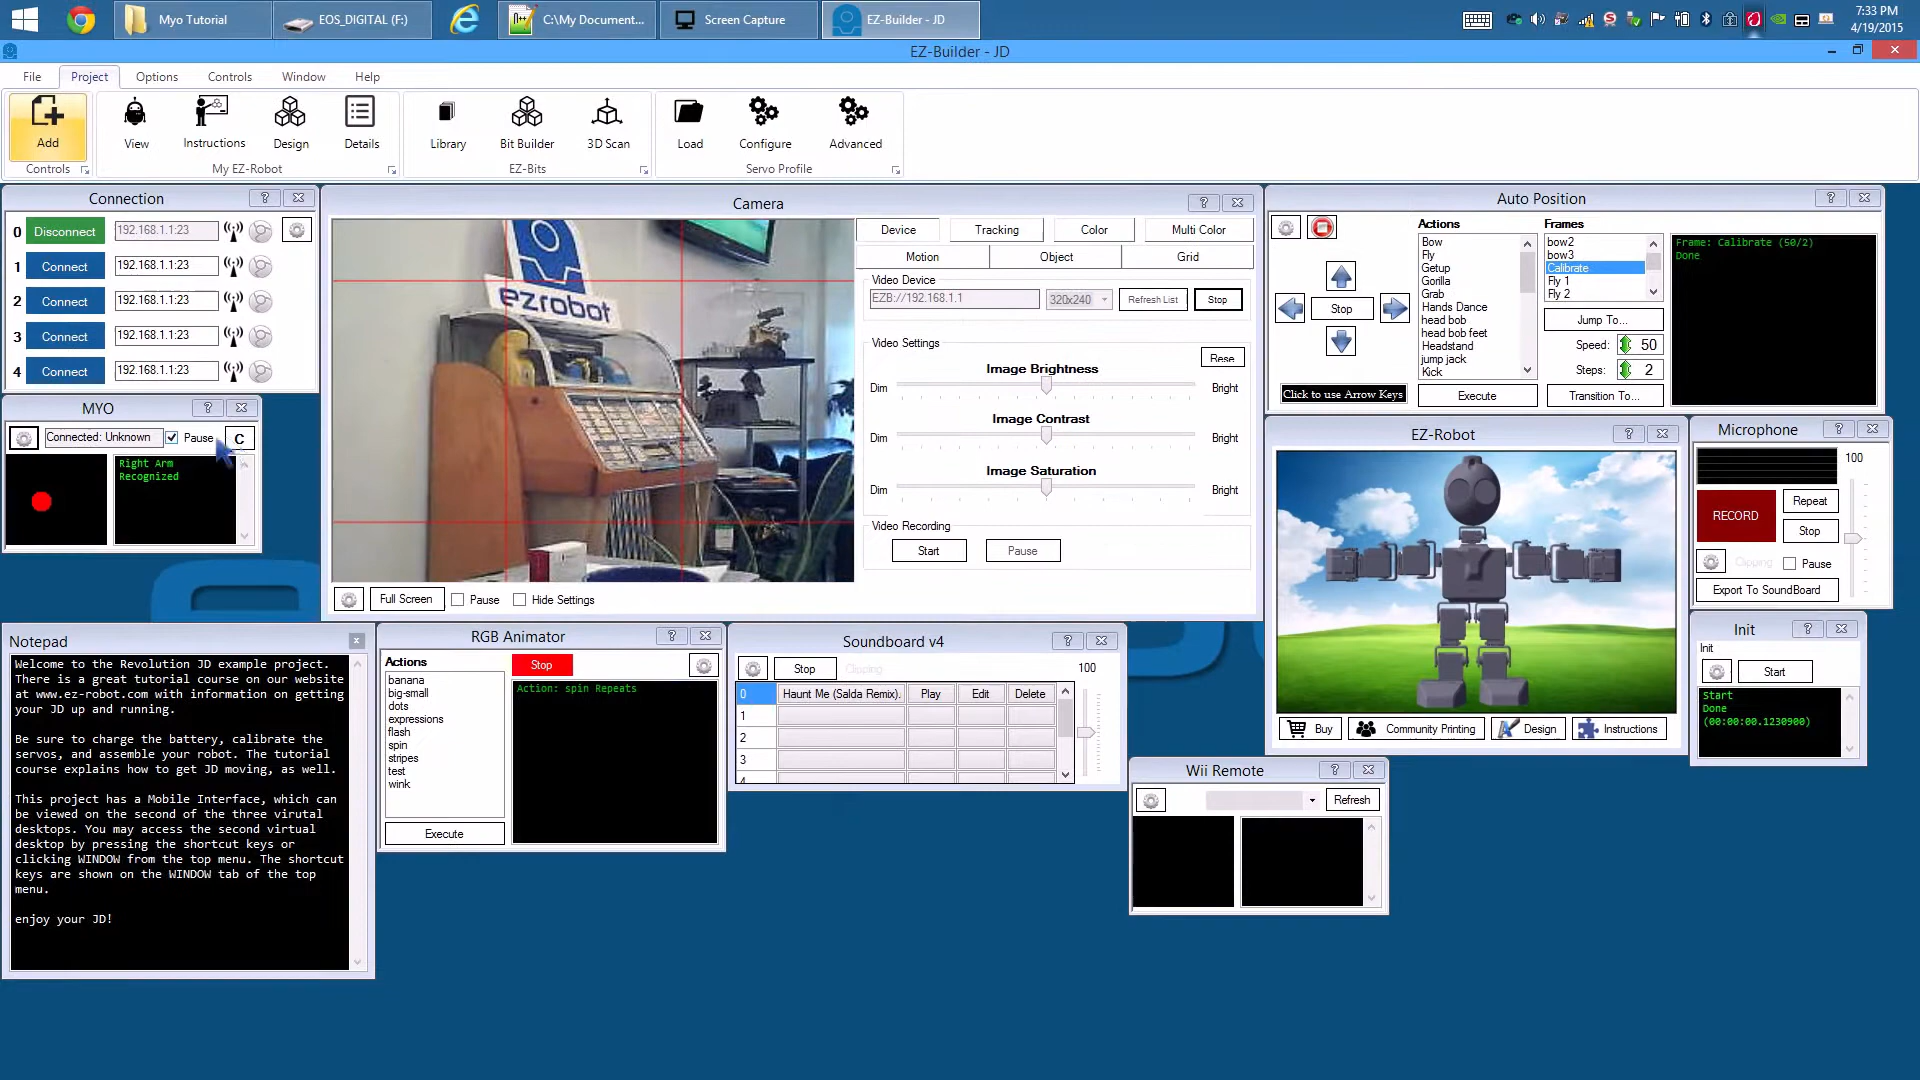 Myo Tutorial
EOS_DIGITAL (F:)
C:\My Document...
Screen Capture
EZ-Builder - JD
7:33 PM
4/19/2015
EZ-Builder - JD
File
Project
Options
Controls
Window
Help
Add
View
Instructions
Design
Details
Library
Bit Builder
3D Scan
Load
Configure
Advanced
Controls
My EZ-Robot
EZ-Bits
Servo Profile
Connection
0 Disconnect 192.168.1.1:23
1 Connect 192.168.1.1:23
2 Connect 192.168.1.1:23
3 Connect 192.168.1.1:23
4 Connect 192.168.1.1:23
MYO
Connected: Unknown
Pause
C
Right Arm
Recognized
Camera
ezrobot
Device
Tracking
Color
Multi Color
Motion
Object
Grid
Video Device
EZB://192.168.1.1
320x240
Refresh List
Stop
Video Settings
Rese
Image Brightness
Dim
Bright
Image Contrast
Dim
Bright
Image Saturation
Dim
Bright
Video Recording
Start
Pause
Full Screen
Pause
Hide Settings
Auto Position
Stop
Click to use Arrow Keys
Actions
Bow
Fly
Getup
Gorilla
Grab
Hands Dance
head bob
head bob feet
Headstand
jump jack
Kick
Execute
Frames
bow2
bow3
Calibrate
Fly 1
Fly 2
Jump To...
Speed: 50
Steps: 2
Transition To...
Frame: Calibrate (50/2)
Done
EZ-Robot
Buy
Community Printing
Design
Instructions
Microphone
100
RECORD
Repeat
Stop
Clipping
Pause
Export To SoundBoard
Init
Init
Start
Start
Done
(00:00:00.1230900)
Notepad
Welcome to the Revolution JD example project.
There is a great tutorial course on our website
at www.ez-robot.com with information on getting
your JD up and running.
Be sure to charge the battery, calibrate the
servos, and assemble your robot. The tutorial
course explains how to get JD moving, as well.
This project has a Mobile Interface, which can
be viewed on the second of the three virutal
desktops. You may access the second virtual
desktop by pressing the shortcut keys or
clicking WINDOW from the top menu. The shortcut
keys are shown on the WINDOW tab of the top
menu.
enjoy your JD!
RGB Animator
Actions
banana
big-small
dots
expressions
flash
spin
stripes
test
wink
Execute
Stop
Action: spin Repeats
Soundboard v4
Stop
Clipping
100
0 Haunt Me (Salda Remix). Play Edit Delete
1
2
3
4
Wii Remote
Refresh